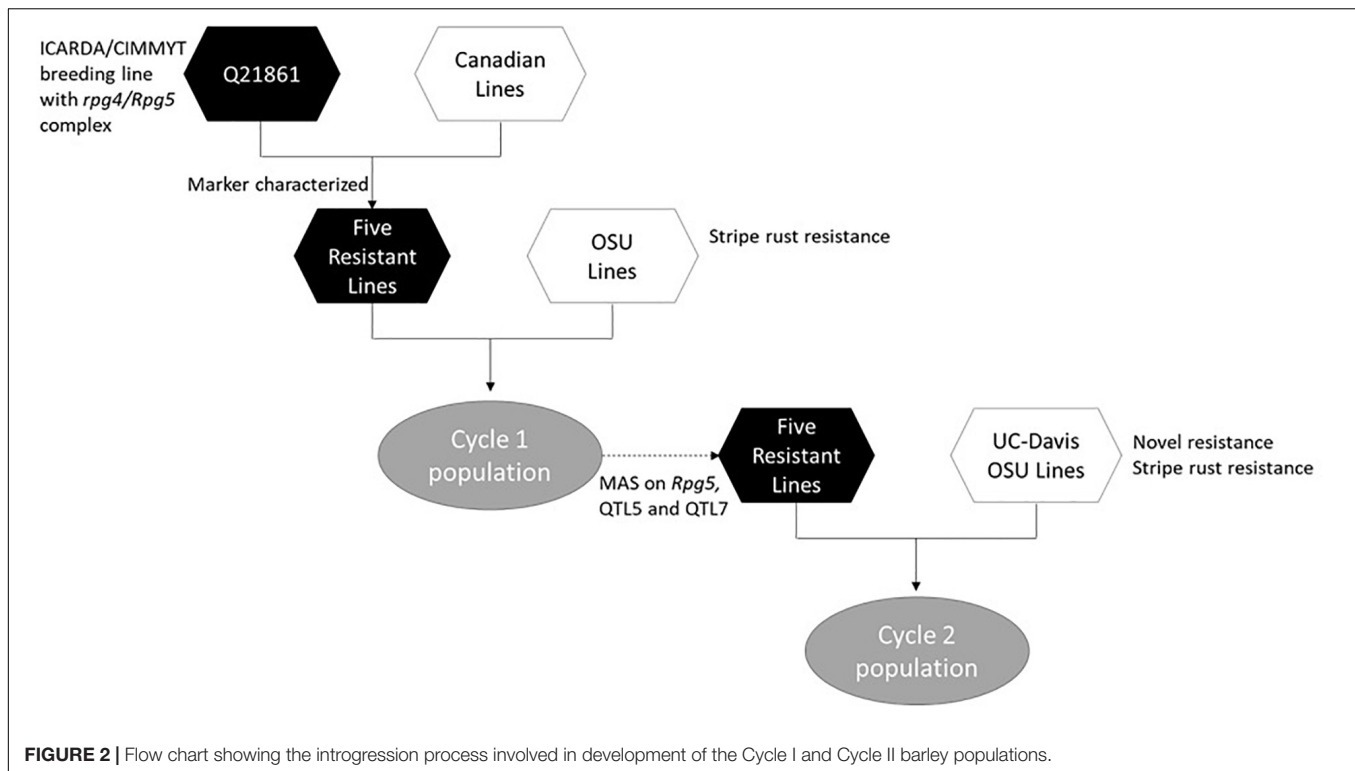 ICARDA/CIMMYT
breeding line
with rpg4/Rpg5
complex
Q21861
Canadian
Lines
Marker characterized
Five
Resistant
Lines
OSU
Lines
Stripe rust resistance
Cycle 1
population
MAS on Rpg5,
QTL5 and QTL7
Five
Resistant
Lines
UC-Davis
OSU Lines
Novel resistance
Stripe rust resistance
Cycle 2
population
FIGURE 2 | Flow chart showing the introgression process involved in development of the Cycle I and Cycle II barley populations.